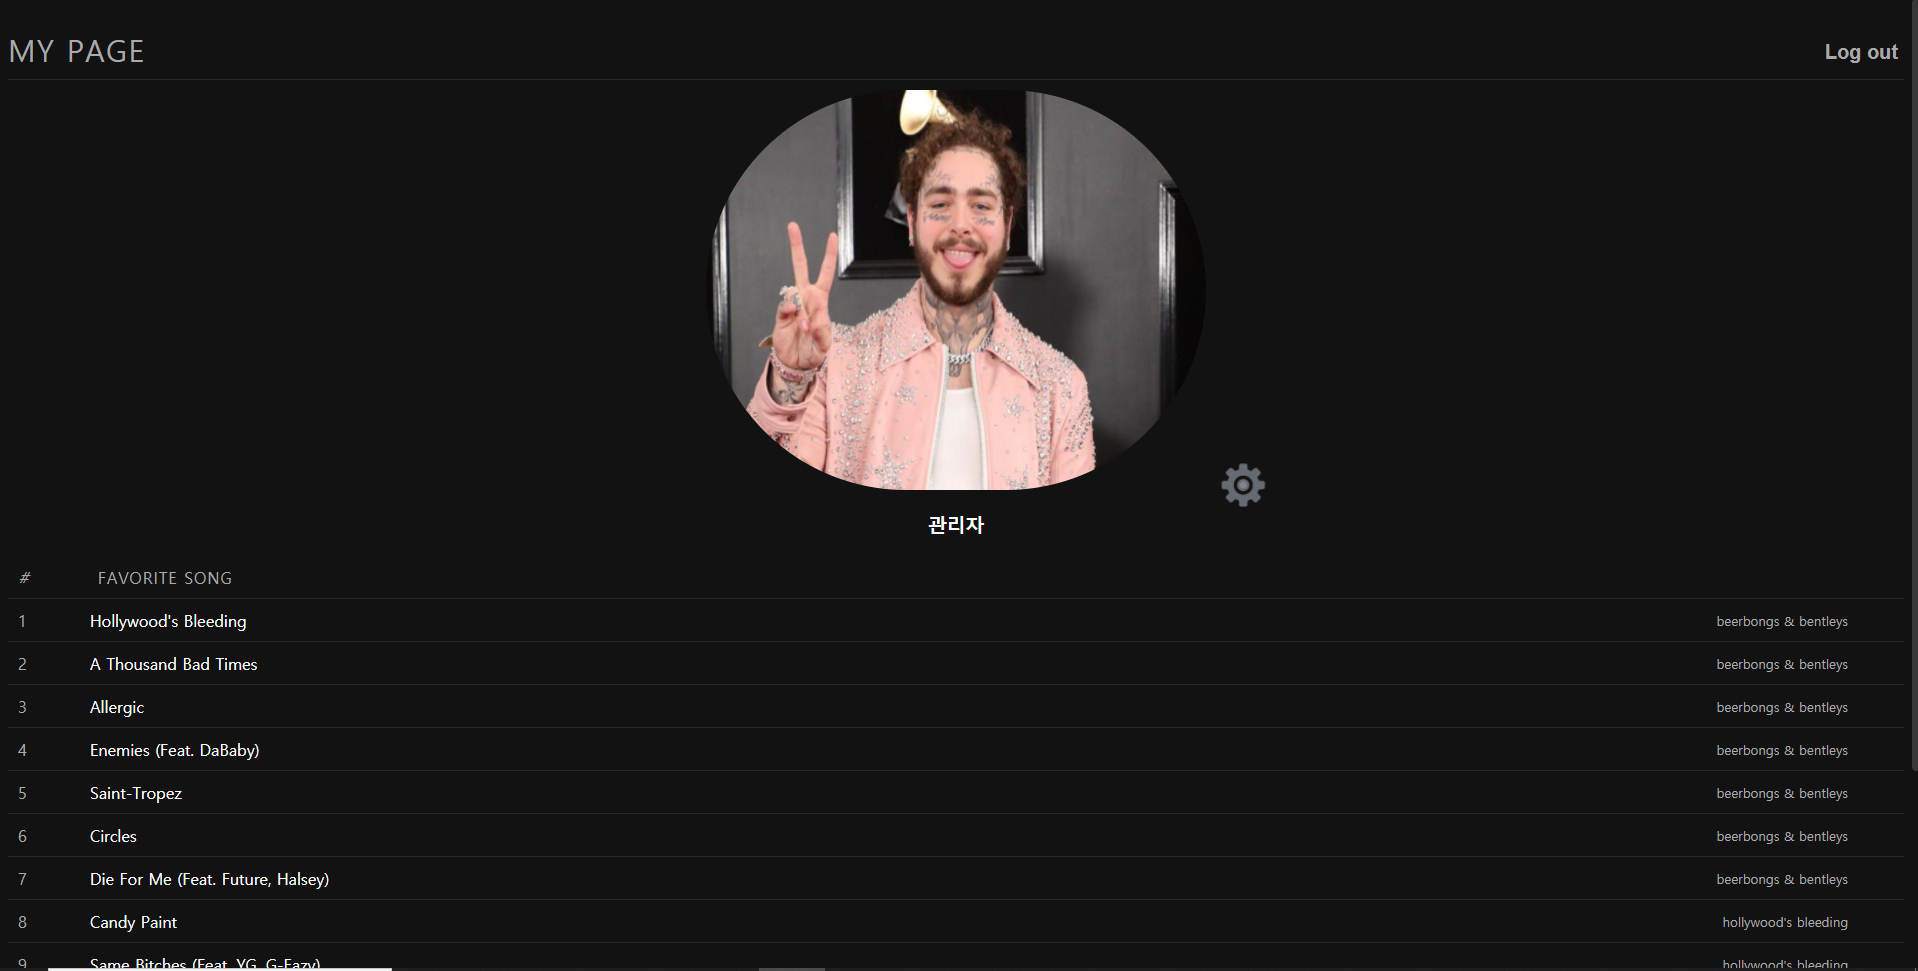 MY PAGE Log out
관리자
# FAVORITE SONG
1 Hollywood's Bleeding beerbongs & bentleys
2 A Thousand Bad Times beerbongs & bentleys
3 Allergic beerbongs & bentleys
4 Enemies (Feat. DaBaby) beerbongs & bentleys
5 Saint-Tropez beerbongs & bentleys
6 Circles beerbongs & bentleys
7 Die For Me (Feat. Future, Halsey) beerbongs & bentleys
8 Candy Paint hollywood's bleeding
9 Same Bitches (Feat. YG, G-Eazy) hollywood's bleeding